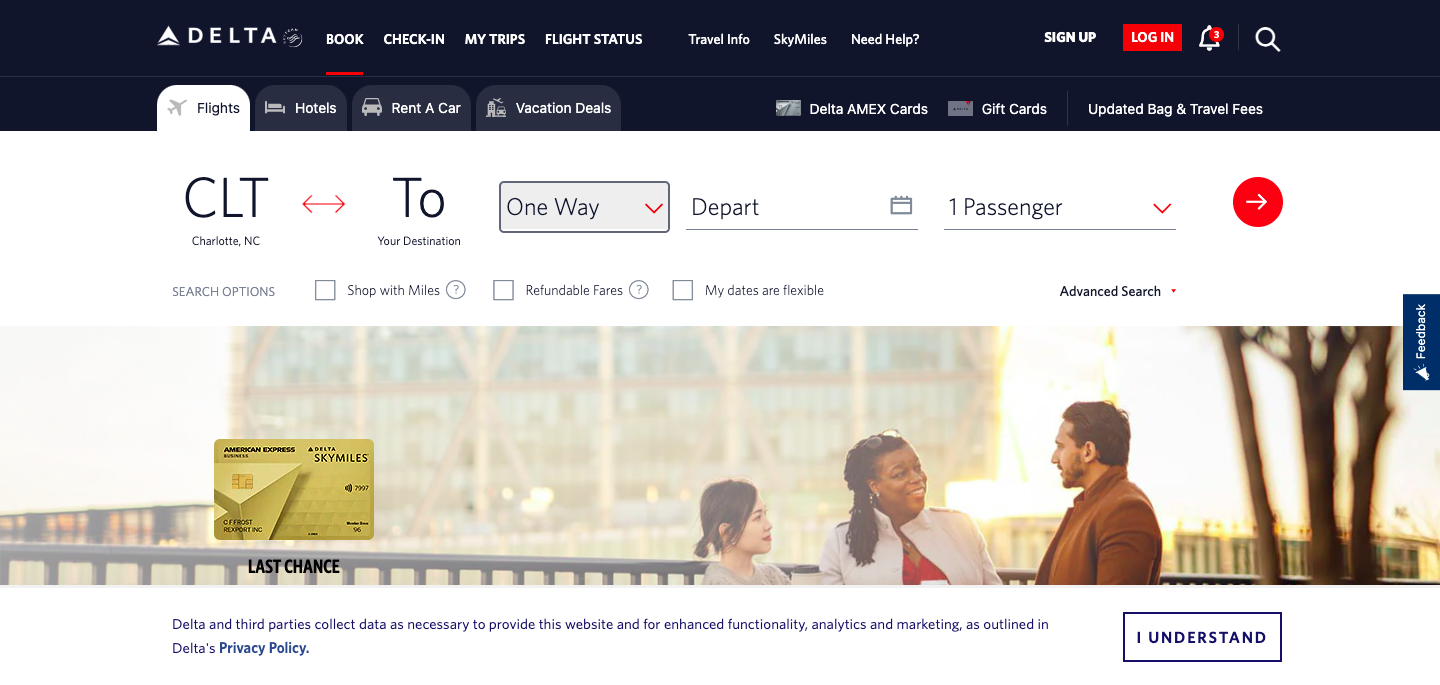 DELTA
BOOK
CHECK-IN
MY TRIPS
FLIGHT STATUS
Travel Info
SkyMiles
Need Help?
SIGN UP
LOG IN
3
Flights
Hotels
Rent A Car
Vacation Deals
Delta AMEX Cards
Gift Cards
Updated Bag & Travel Fees
CLT
Charlotte, NC
To
Your Destination
One Way
Depart
1 Passenger
SEARCH OPTIONS
Shop with Miles ?
Refundable Fares ?
My dates are flexible
Advanced Search
Feedback
AMERICAN EXPRESS
BUSINESS
DELTA
SKYMILES
7997
C F FROST
REXPORT INC
96
LAST CHANCE
Delta and third parties collect data as necessary to provide this website and for enhanced functionality, analytics and marketing, as outlined in
Delta's Privacy Policy.
I UNDERSTAND